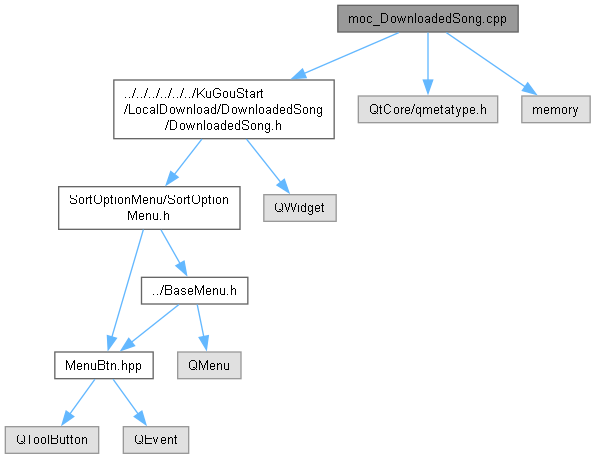 moc_DownloadedSong.cpp
../../../../../../KuGouStart
/LocalDownload/DownloadedSong
/DownloadedSong.h
QtCore/qmetatype.h
memory
SortOptionMenu/SortOption
Menu.h
QWidget
../BaseMenu.h
MenuBtn.hpp
QMenu
QToolButton
QEvent